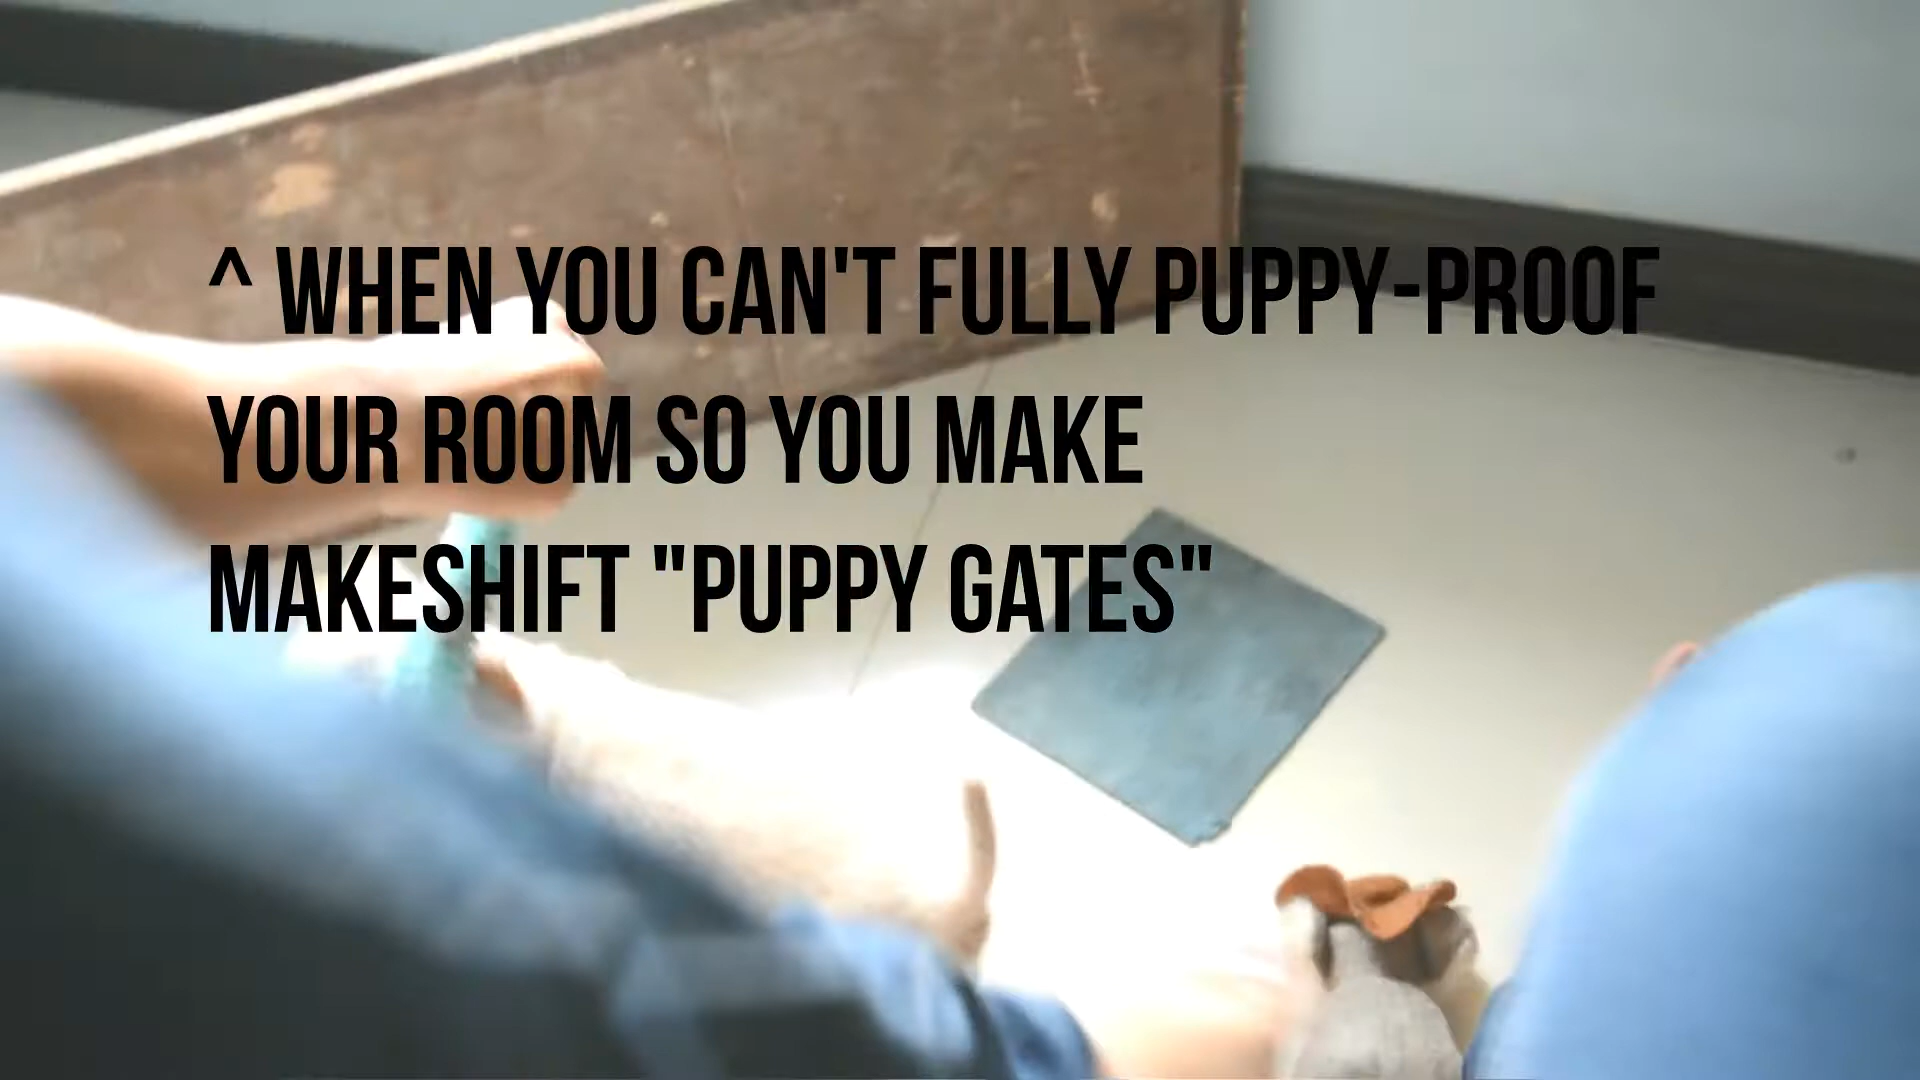 ^ WHEN YOU CAN'T FULLY PUPPY-PROOF
YOUR ROOM SO YOU MAKE
MAKESHIFT "PUPPY GATES"